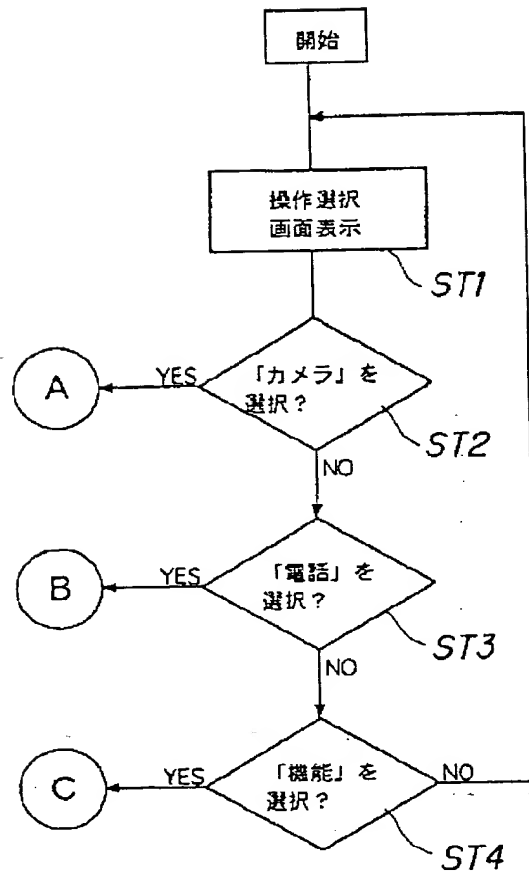 開始
操作選択
画面表示
ST1
「カメラ」を
選択?
YES
A
ST2
NO
「電話」を
選択?
YES
B
ST3
NO
「機能」を
選択?
YES
C
NO
ST4